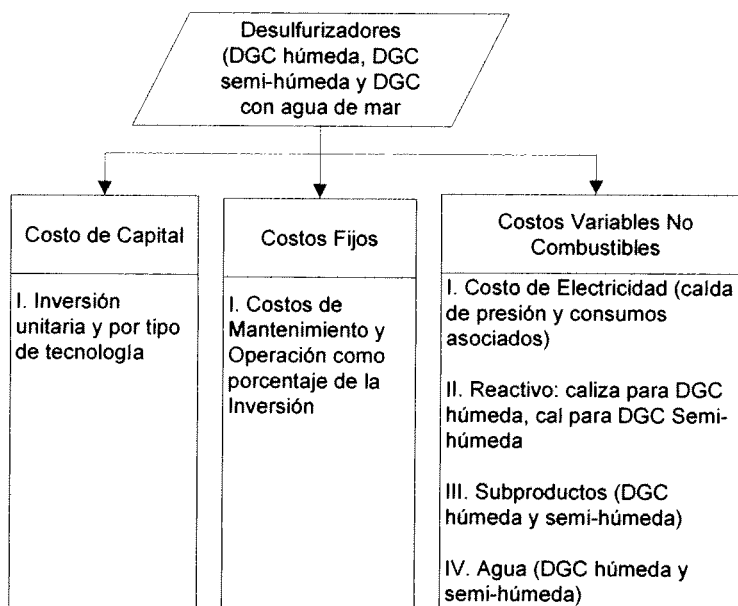 Desulfurizadores
(DGC húmeda, DGC
semi-húmeda y DGC
con agua de mar
Costo de Capital
I. Inversión
unitaria y por tipo
de tecnología
Costos Fijos
I. Costos de
Mantenimiento y
Operación como
porcentaje de la
Inversión
Costos Variables No
Combustibles
I. Costo de Electricidad (caída
de presión y consumos
asociados)
II. Reactivo: caliza para DGC
húmeda, cal para DGC Semi-
húmeda
III. Subproductos (DGC
húmeda y semi-húmeda)
IV. Agua (DGC húmeda y
semi-húmeda)